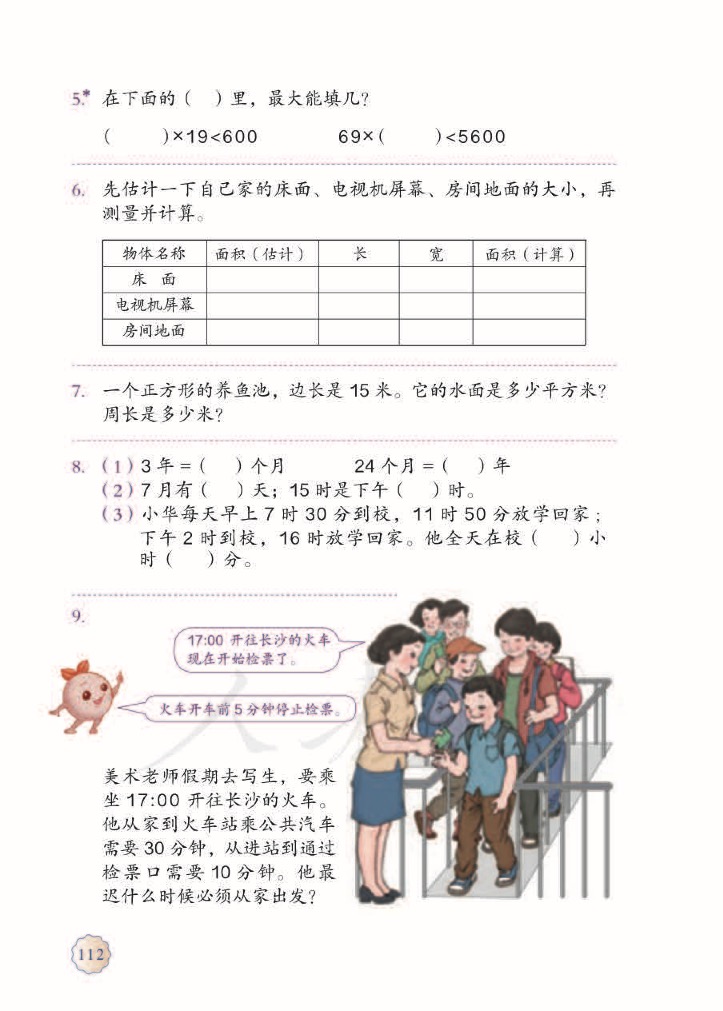 5.* 在下面的（ ）里，最大能填几？
（ ）×19<600 69×（ ）<5600
6. 先估计一下自己家的床面、电视机屏幕、房间地面的大小，再
测量并计算。
物体名称 面积（估计） 长 宽 面积（计算）
床 面
电视机屏幕
房间地面
7. 一个正方形的养鱼池，边长是 15 米。它的水面是多少平方米？
周长是多少米？
8. （1）3 年 =（ ）个月 24 个月 =（ ）年
（2）7 月有（ ）天；15 时是下午（ ）时。
（3）小华每天早上 7 时 30 分到校，11 时 50 分放学回家；
下午 2 时到校，16 时放学回家。他全天在校（ ）小
时（ ）分。
9.
17:00 开往长沙的火车
现在开始检票了。
火车开车前 5 分钟停止检票。
美术老师假期去写生，要乘
坐 17:00 开往长沙的火车。
他从家到火车站乘公共汽车
需要 30 分钟，从进站到通过
检票口需要 10 分钟。他最
迟什么时候必须从家出发？
112